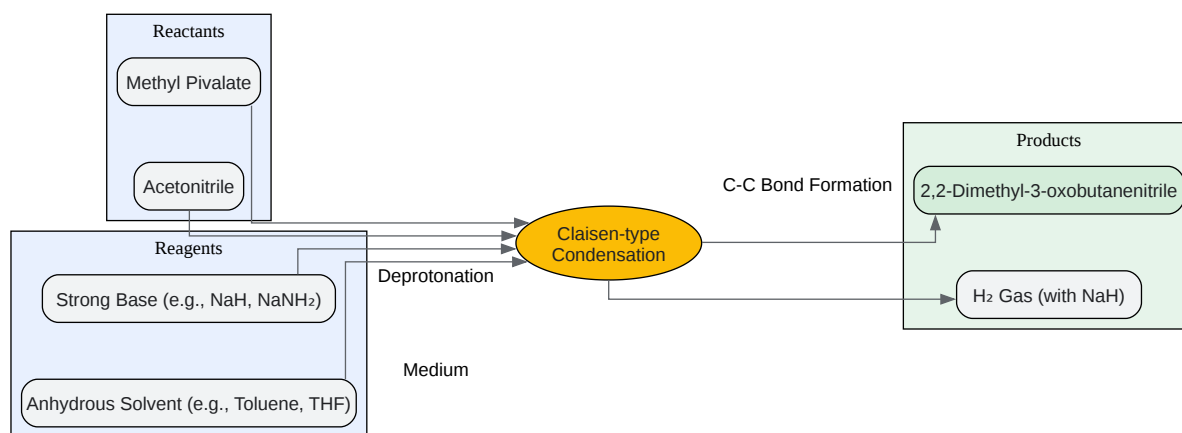 Reactants
Methyl Pivalate
Acetonitrile
Reagents
Strong Base (e.g., NaH, NaNH₂)
Anhydrous Solvent (e.g., Toluene, THF)
Deprotonation
Medium
Claisen-type
Condensation
C-C Bond Formation
Products
2,2-Dimethyl-3-oxobutanenitrile
H₂ Gas (with NaH)